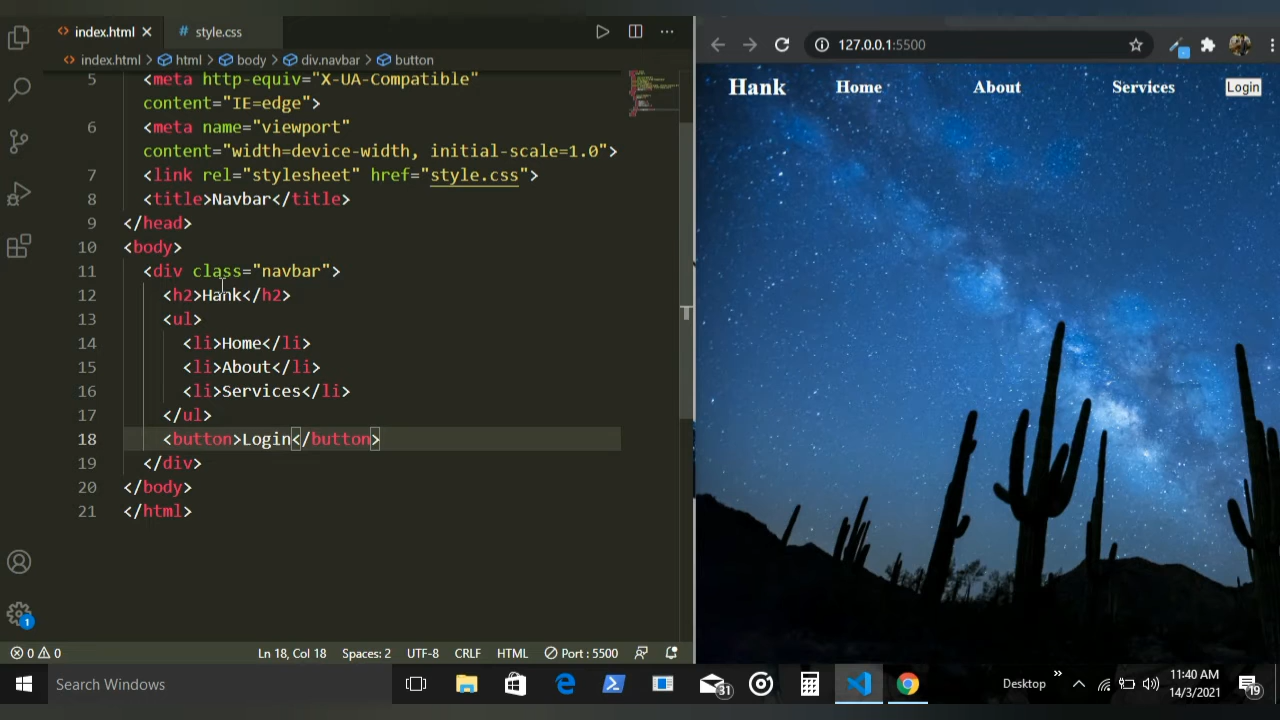 index.html
style.css
index.html html body div.navbar button
5 <meta http-equiv="X-UA-Compatible"
content="IE=edge">
6 <meta name="viewport"
content="width=device-width, initial-scale=1.0">
7 <link rel="stylesheet" href="style.css">
8 <title>Navbar</title>
9 </head>
10 <body>
11 <div class="navbar">
12 <h2>Hank</h2>
13 <ul>
14 <li>Home</li>
15 <li>About</li>
16 <li>Services</li>
17 </ul>
18 <button>Login</button>
19 </div>
20 </body>
21 </html>
1
0 0 Ln 18, Col 18 Spaces: 2 UTF-8 CRLF HTML Port : 5500
127.0.0.1:5500
Hank Home About Services Login
Search Windows
31
Desktop
11:40 AM
14/3/2021
19